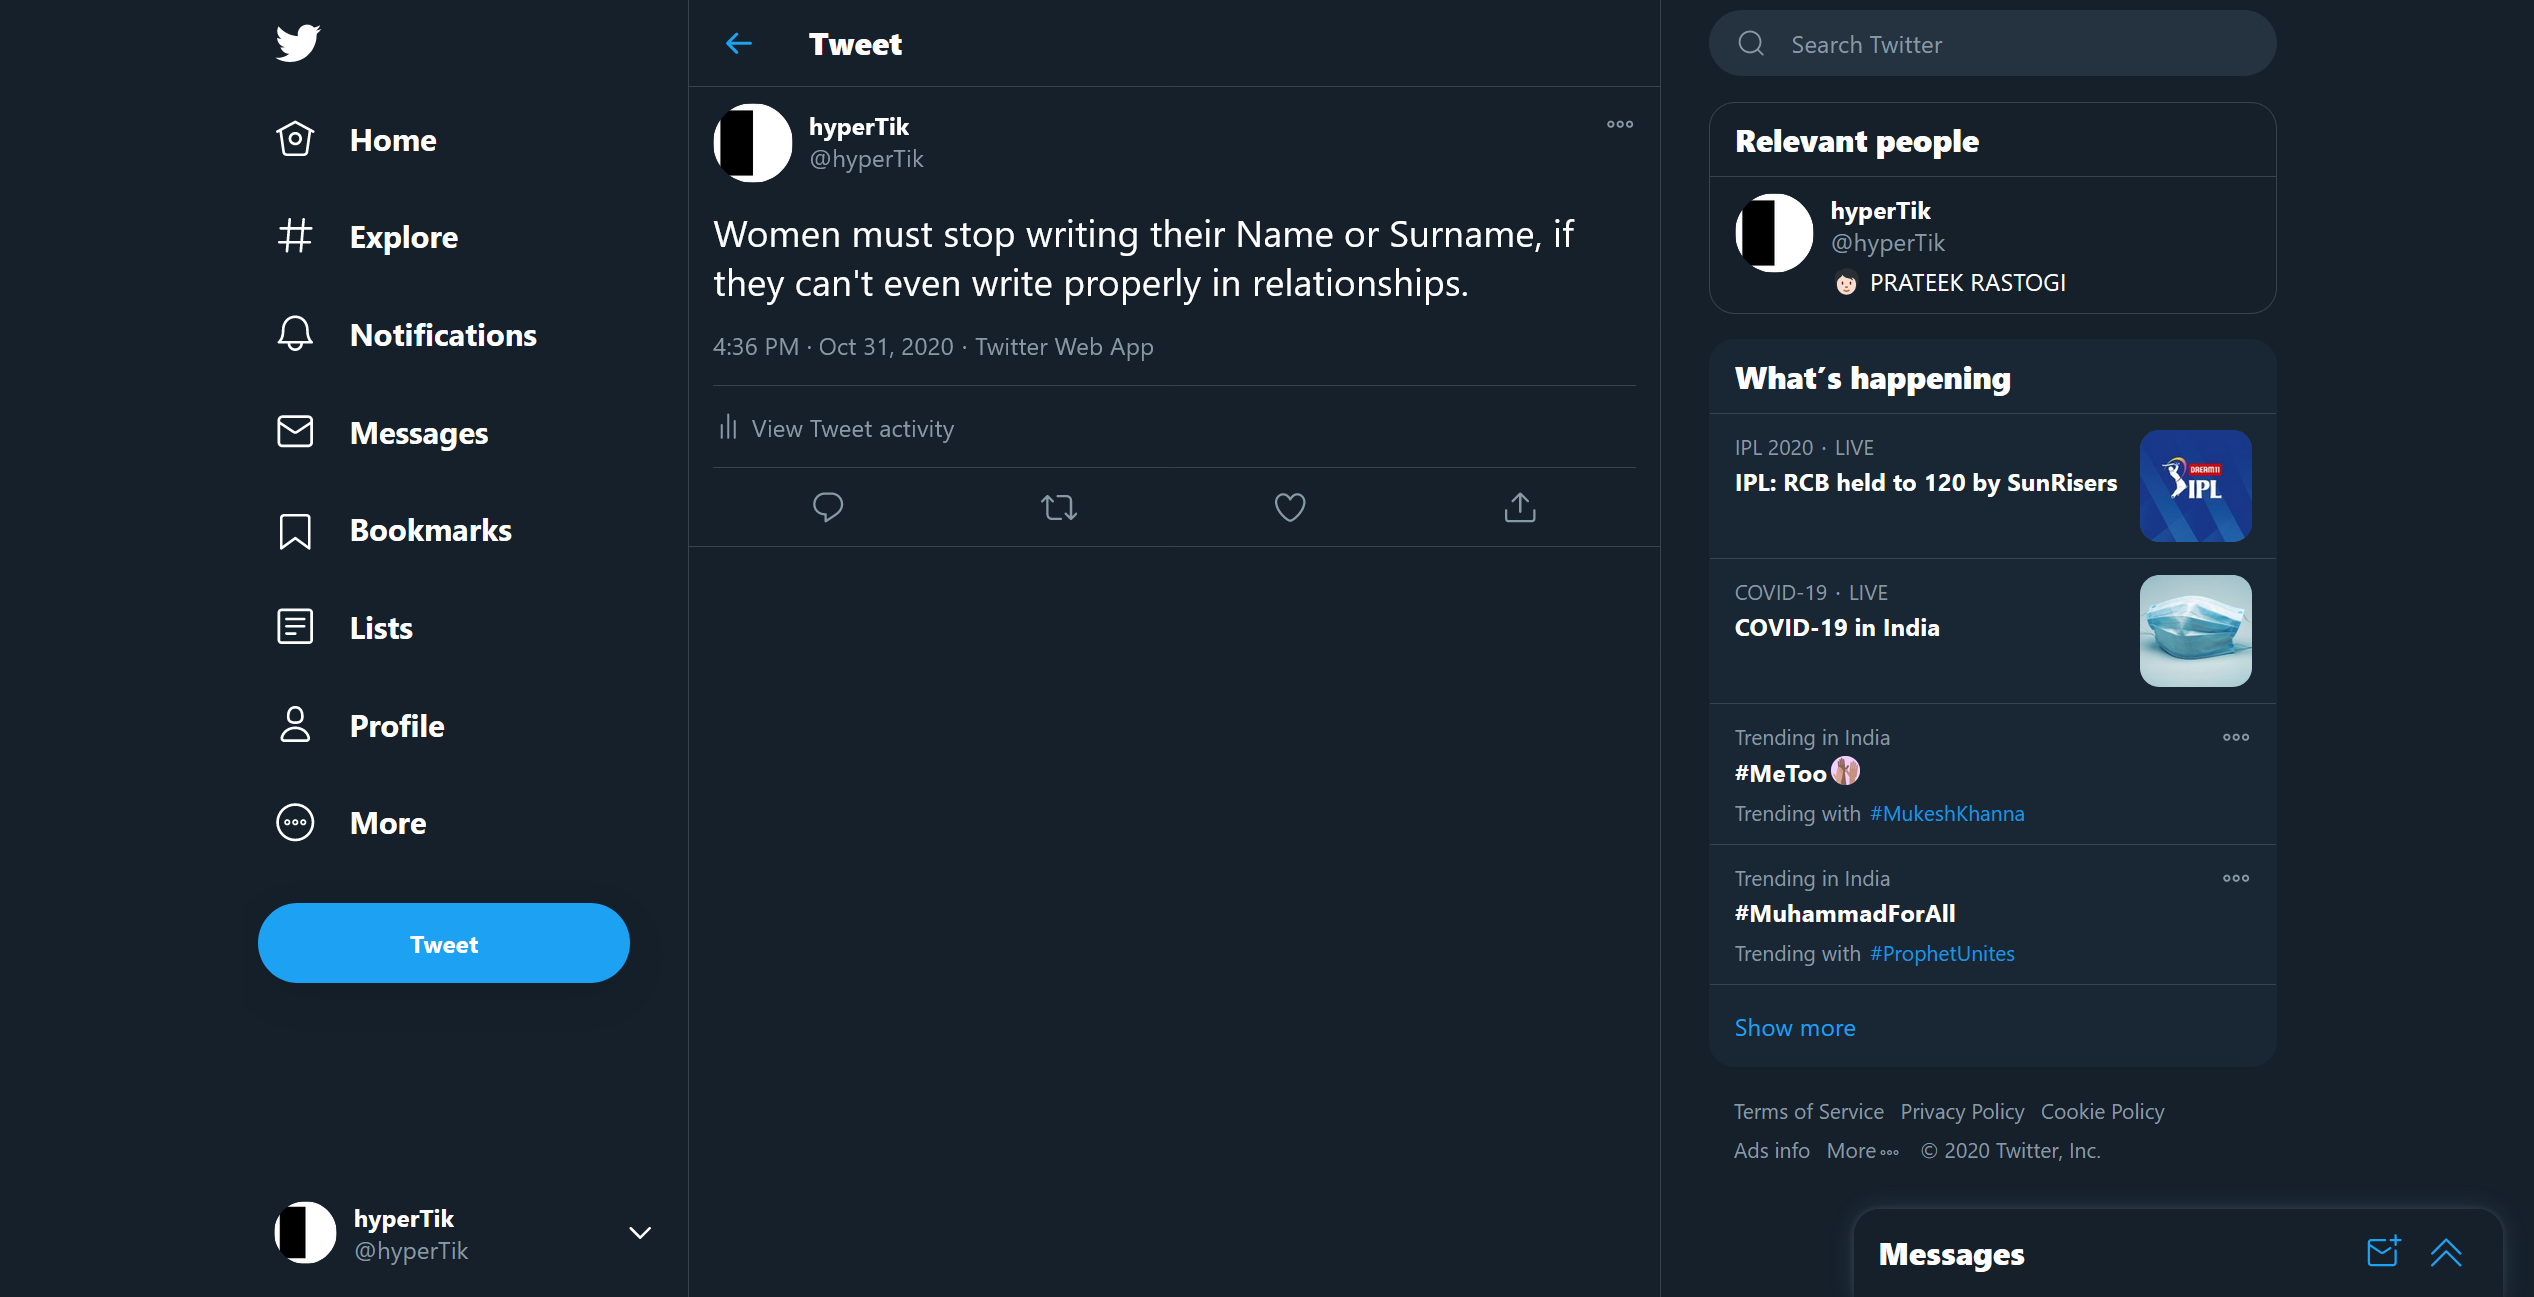 Home
Explore
Notifications
Messages
Bookmarks
Lists
Profile
More
Tweet
hyperTik
@hyperTik
Tweet
hyperTik
@hyperTik
Women must stop writing their Name or Surname, if
they can't even write properly in relationships.
4:36 PM · Oct 31, 2020 · Twitter Web App
View Tweet activity
Search Twitter
Relevant people
hyperTik
@hyperTik
PRATEEK RASTOGI
What's happening
IPL 2020 · LIVE
IPL: RCB held to 120 by SunRisers
DREAM11
IPL
COVID-19 · LIVE
COVID-19 in India
Trending in India
#MeToo
Trending with #MukeshKhanna
Trending in India
#MuhammadForAll
Trending with #ProphetUnites
Show more
Terms of Service Privacy Policy Cookie Policy
Ads info More © 2020 Twitter, Inc.
Messages